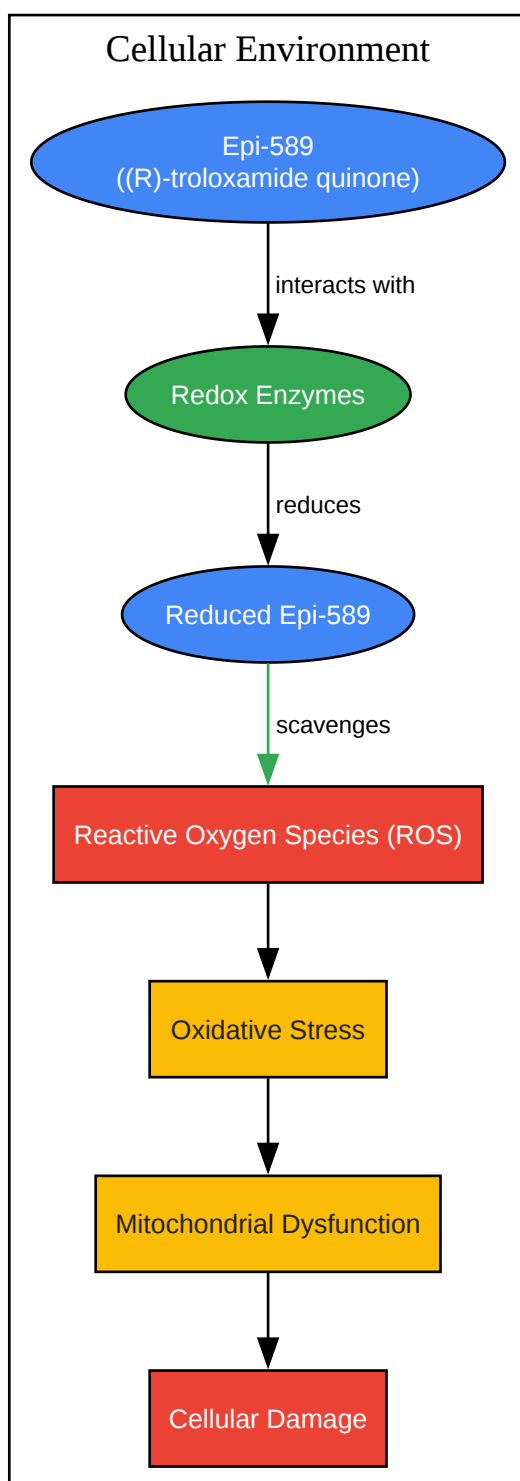 Cellular Environment
Epi-589
((R)-troloxamide quinone)
interacts with
Redox Enzymes
reduces
Reduced Epi-589
scavenges
Reactive Oxygen Species (ROS)
Oxidative Stress
Mitochondrial Dysfunction
Cellular Damage